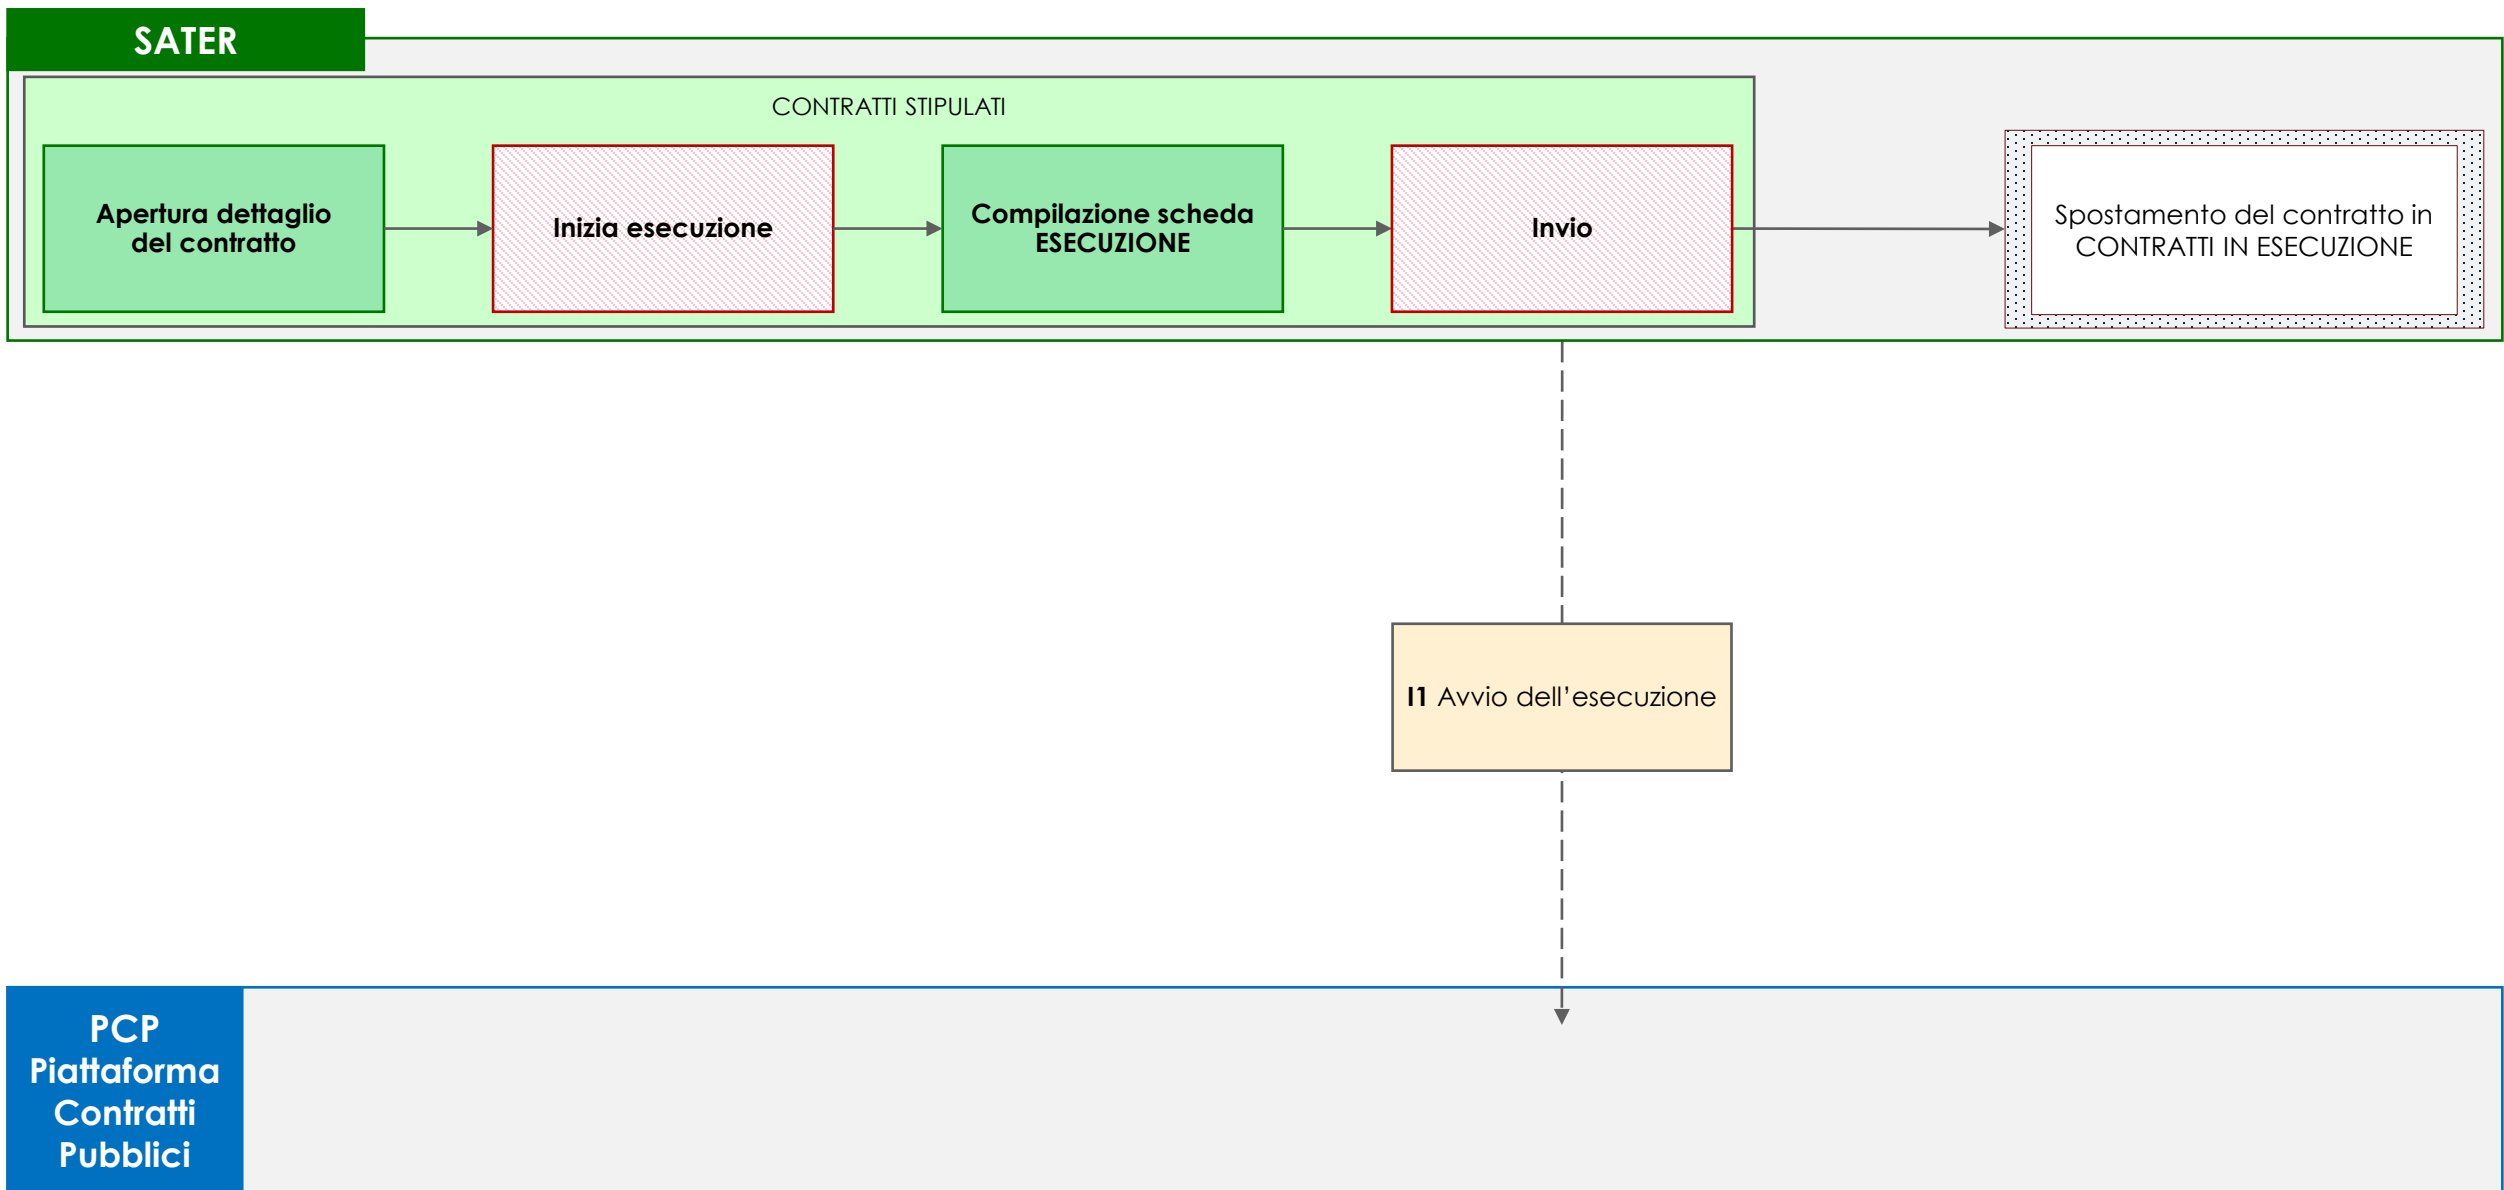 SATER
CONTRATTI STIPULATI
Apertura dettaglio
del contratto
Inizia esecuzione
Compilazione scheda
ESECUZIONE
Invio
Spostamento del contratto in
CONTRATTI IN ESECUZIONE
I1 Avvio dell’esecuzione
PCP
Piattaforma
Contratti
Pubblici